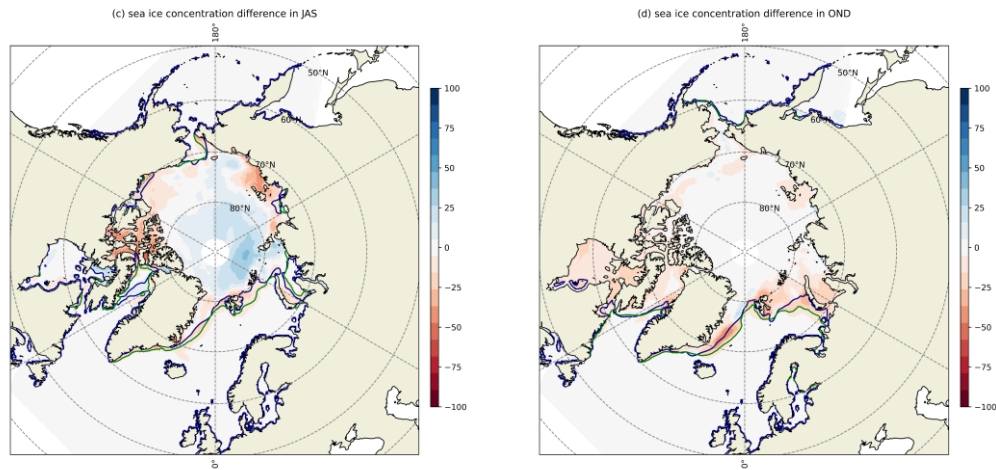 (c) sea ice concentration difference in JAS
180°
50°N
60°N
70°N
80°N
0°
100
75
50
25
0
−25
−50
−75
−100
(d) sea ice concentration difference in OND
180°
50°N
60°N
70°N
80°N
0°
100
75
50
25
0
−25
−50
−75
−100